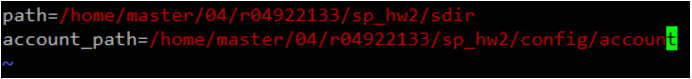 path=/home/master/04/r04922133/sp_hw2/sdir
account_path=/home/master/04/r04922133/sp_hw2/config/account
~